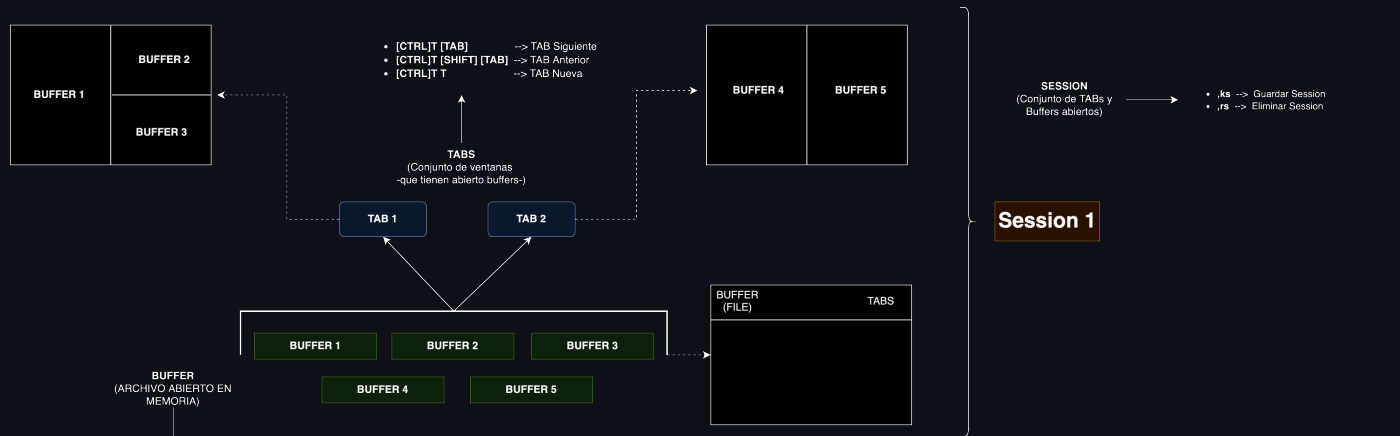 BUFFER 1
BUFFER 2
BUFFER 3
[CTRL]T [TAB] --> TAB Siguiente
[CTRL]T [SHIFT] [TAB] --> TAB Anterior
[CTRL]T T --> TAB Nueva
BUFFER 4
BUFFER 5
SESSION
(Conjunto de TABs y
Buffers abiertos)
,ks --> Guardar Session
,rs --> Eliminar Session
TABS
(Conjunto de ventanas
-que tienen abierto buffers-)
TAB 1
TAB 2
Session 1
BUFFER
(FILE)
TABS
BUFFER 1
BUFFER 2
BUFFER 3
BUFFER 4
BUFFER 5
BUFFER
(ARCHIVO ABIERTO EN
MEMORIA)